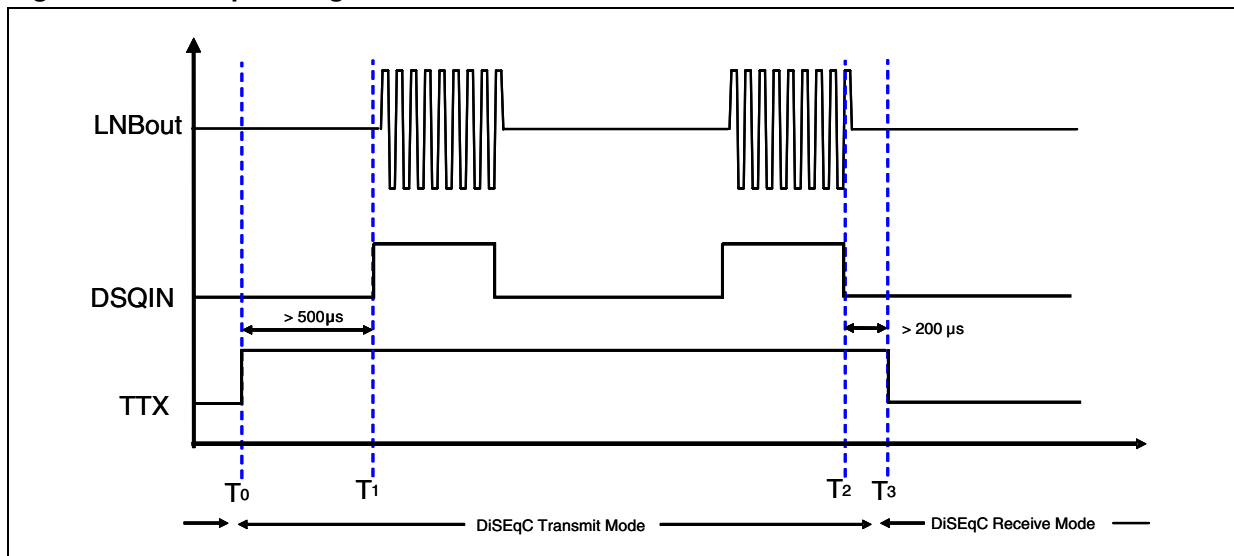 LNBout
DSQIN
> 500µs
> 200 µs
TTX
T0
T1
T2
T3
DiSEqC Transmit Mode
DiSEqC Receive Mode